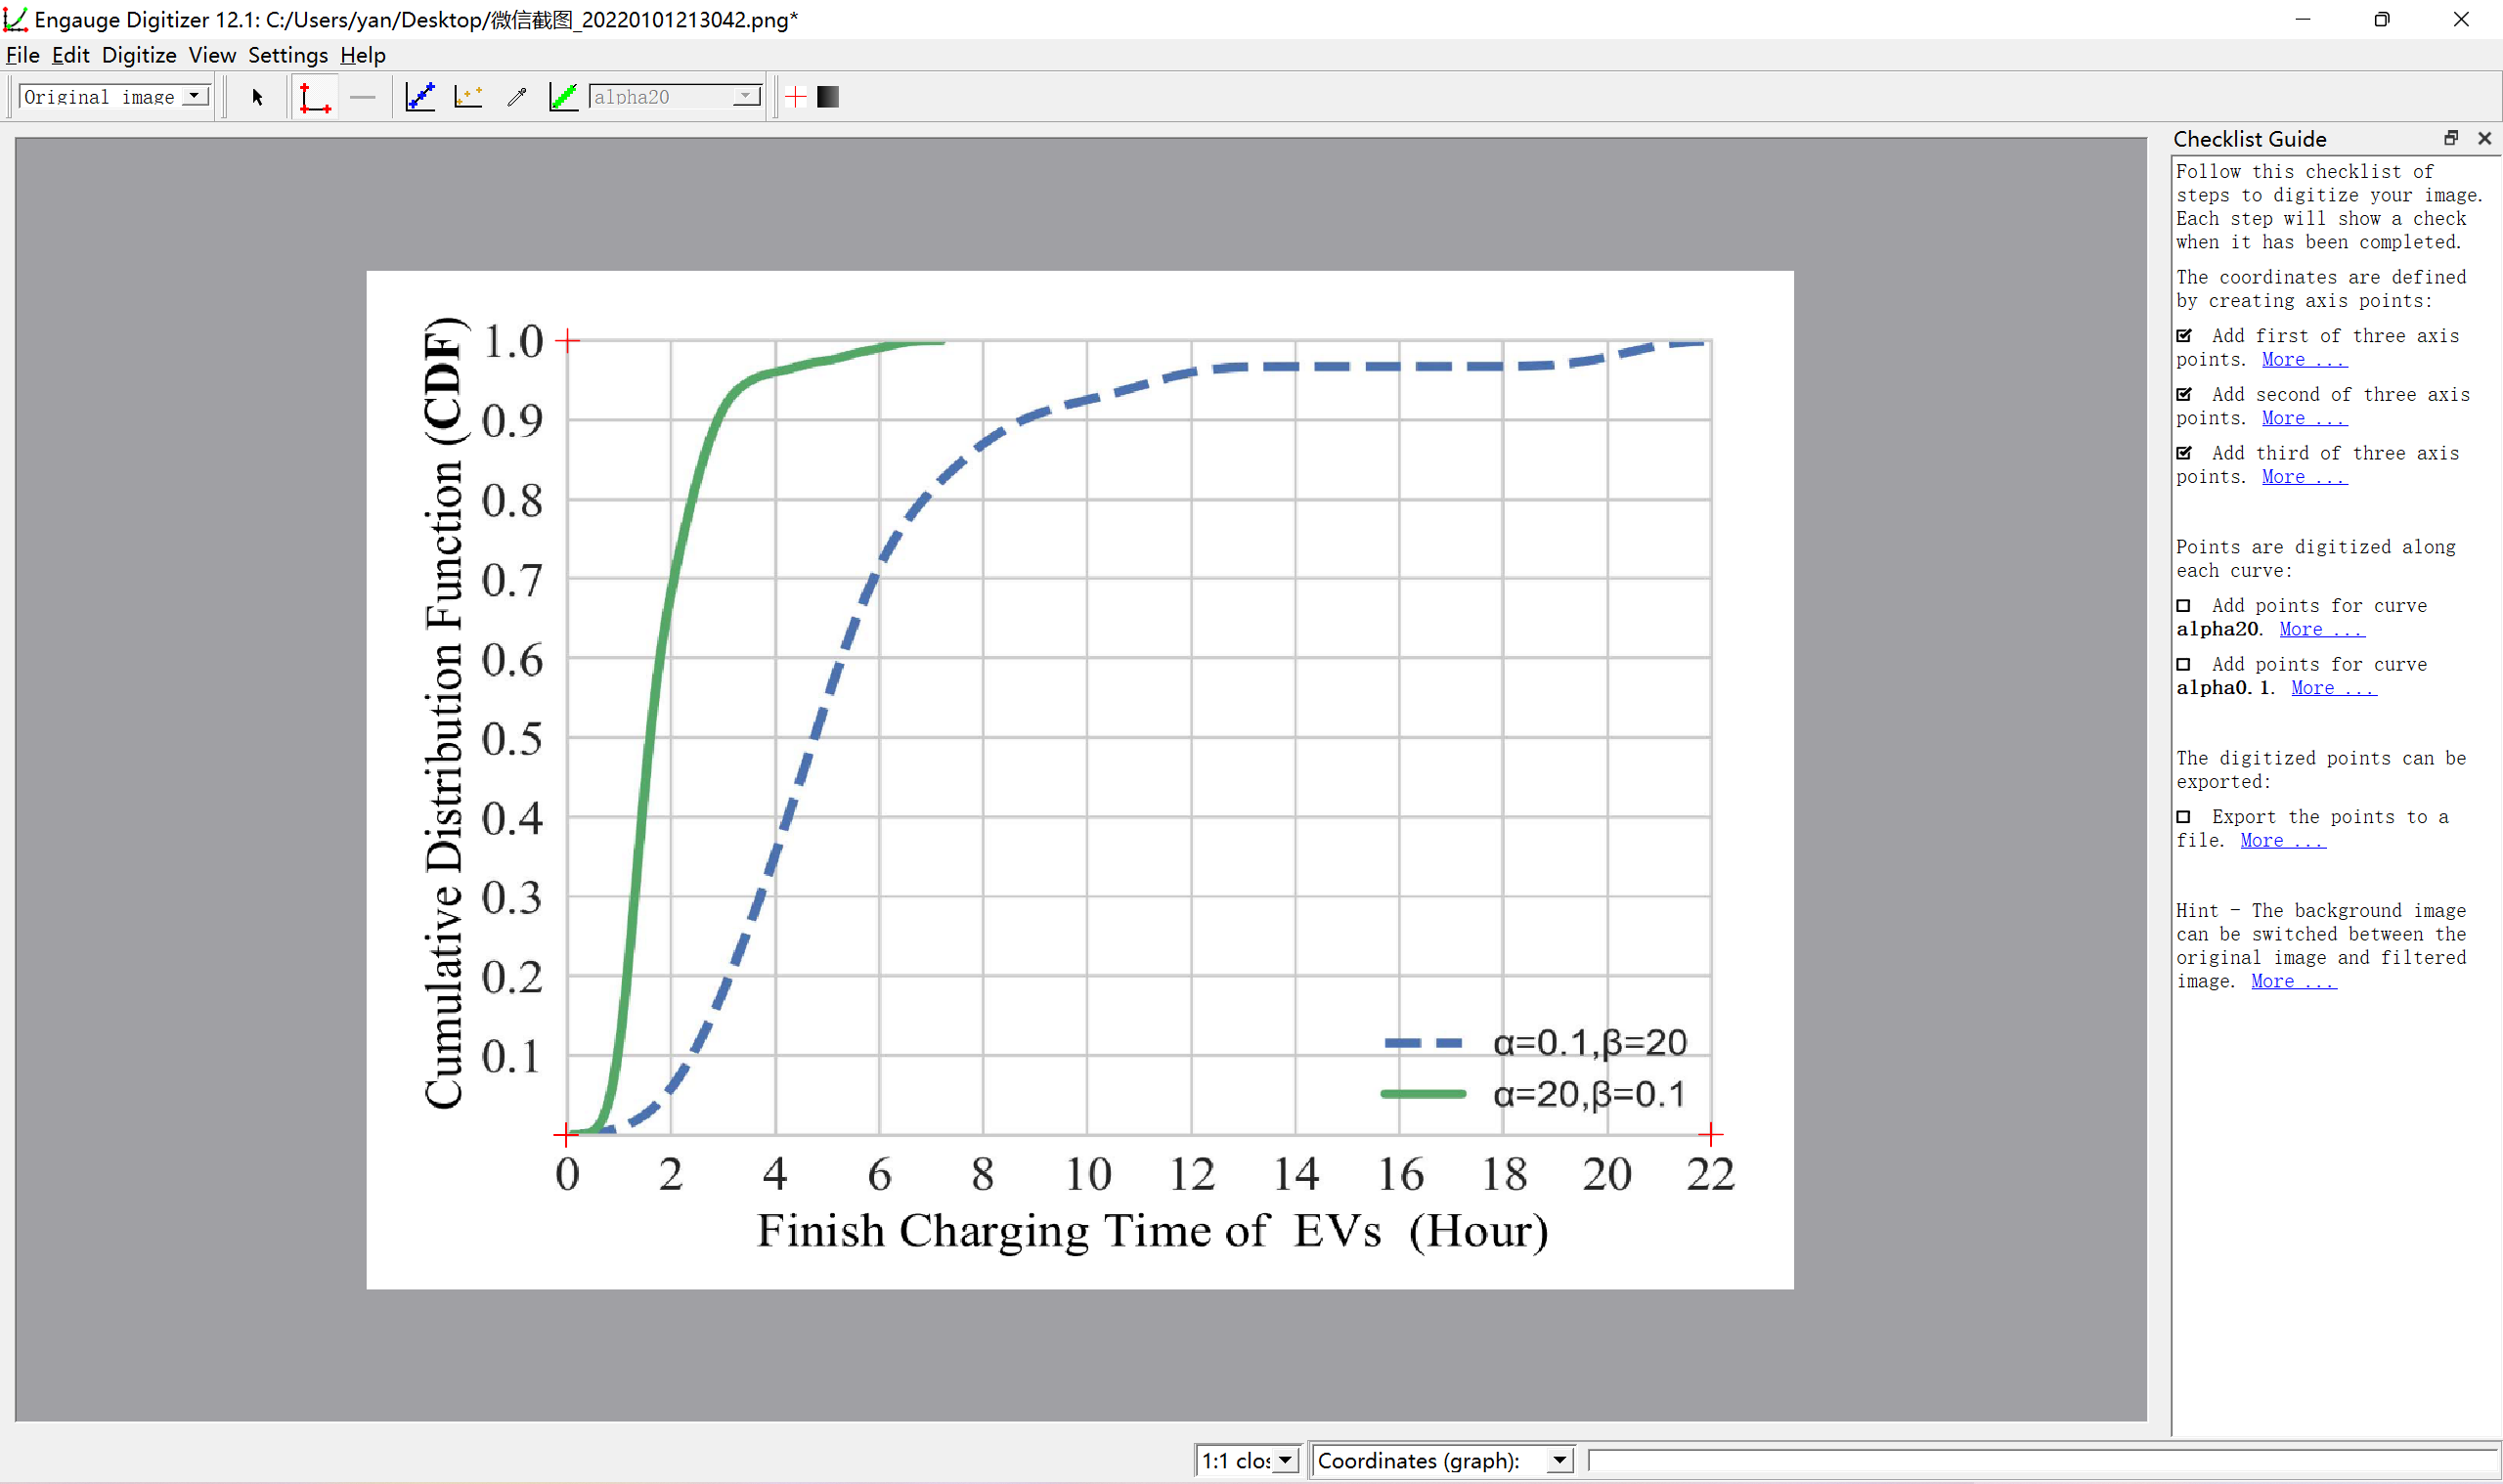 Engauge Digitizer 12.1: C:/Users/yan/Desktop/微信截图_20220101213042.png*
File Edit Digitize View Settings Help
Original image
alpha20
Checklist Guide
Follow this checklist of
steps to digitize your image.
Each step will show a check
when it has been completed.
The coordinates are defined
by creating axis points:
Add first of three axis
points. More ...
Add second of three axis
points. More ...
Add third of three axis
points. More ...
Points are digitized along
each curve:
Add points for curve
alpha20. More ...
Add points for curve
alpha0.1. More ...
The digitized points can be
exported:
Export the points to a
file. More ...
Hint - The background image
can be switched between the
original image and filtered
image. More ...
Cumulative Distribution Function (CDF)
1.0
0.9
0.8
0.7
0.6
0.5
0.4
0.3
0.2
0.1
α=0.1,β=20
α=20,β=0.1
0 2 4 6 8 10 12 14 16 18 20 22
Finish Charging Time of EVs (Hour)
1:1 clos
Coordinates (graph):